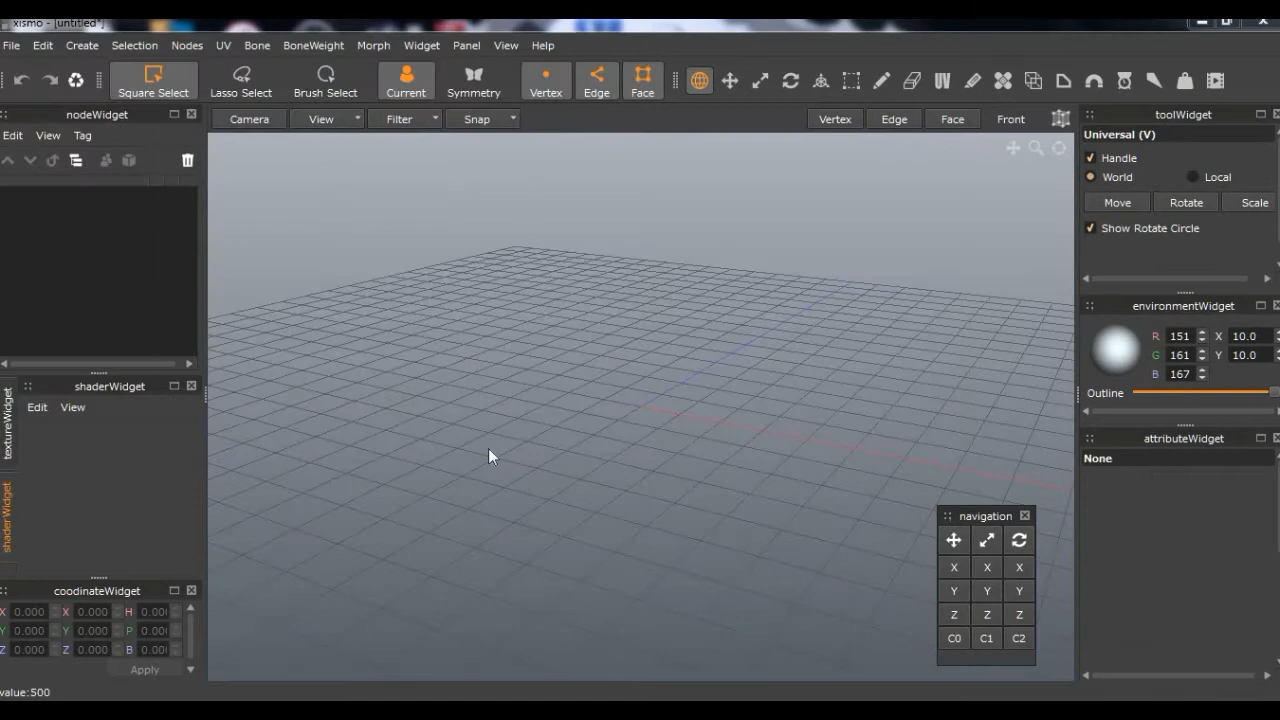 xismo - [untitled*]
File Edit Create Selection Nodes UV Bone BoneWeight Morph Widget Panel View Help
Square Select Lasso Select Brush Select Current Symmetry Vertex Edge Face
nodeWidget
Edit View Tag
Camera View Filter Snap Vertex Edge Face Front
toolWidget
Universal (V)
Handle
World Local
Move Rotate Scale
Show Rotate Circle
environmentWidget
R 151 X 10.0
G 161 Y 10.0
B 167
Outline
attributeWidget
None
textureWidget
shaderWidget
shaderWidget
Edit View
navigation
X X X
Y Y Y
Z Z Z
C0 C1 C2
coodinateWidget
X 0.000 X 0.000 H 0.00
Y 0.000 Y 0.000 P 0.00
Z 0.000 Z 0.000 B 0.00
Apply
value:500